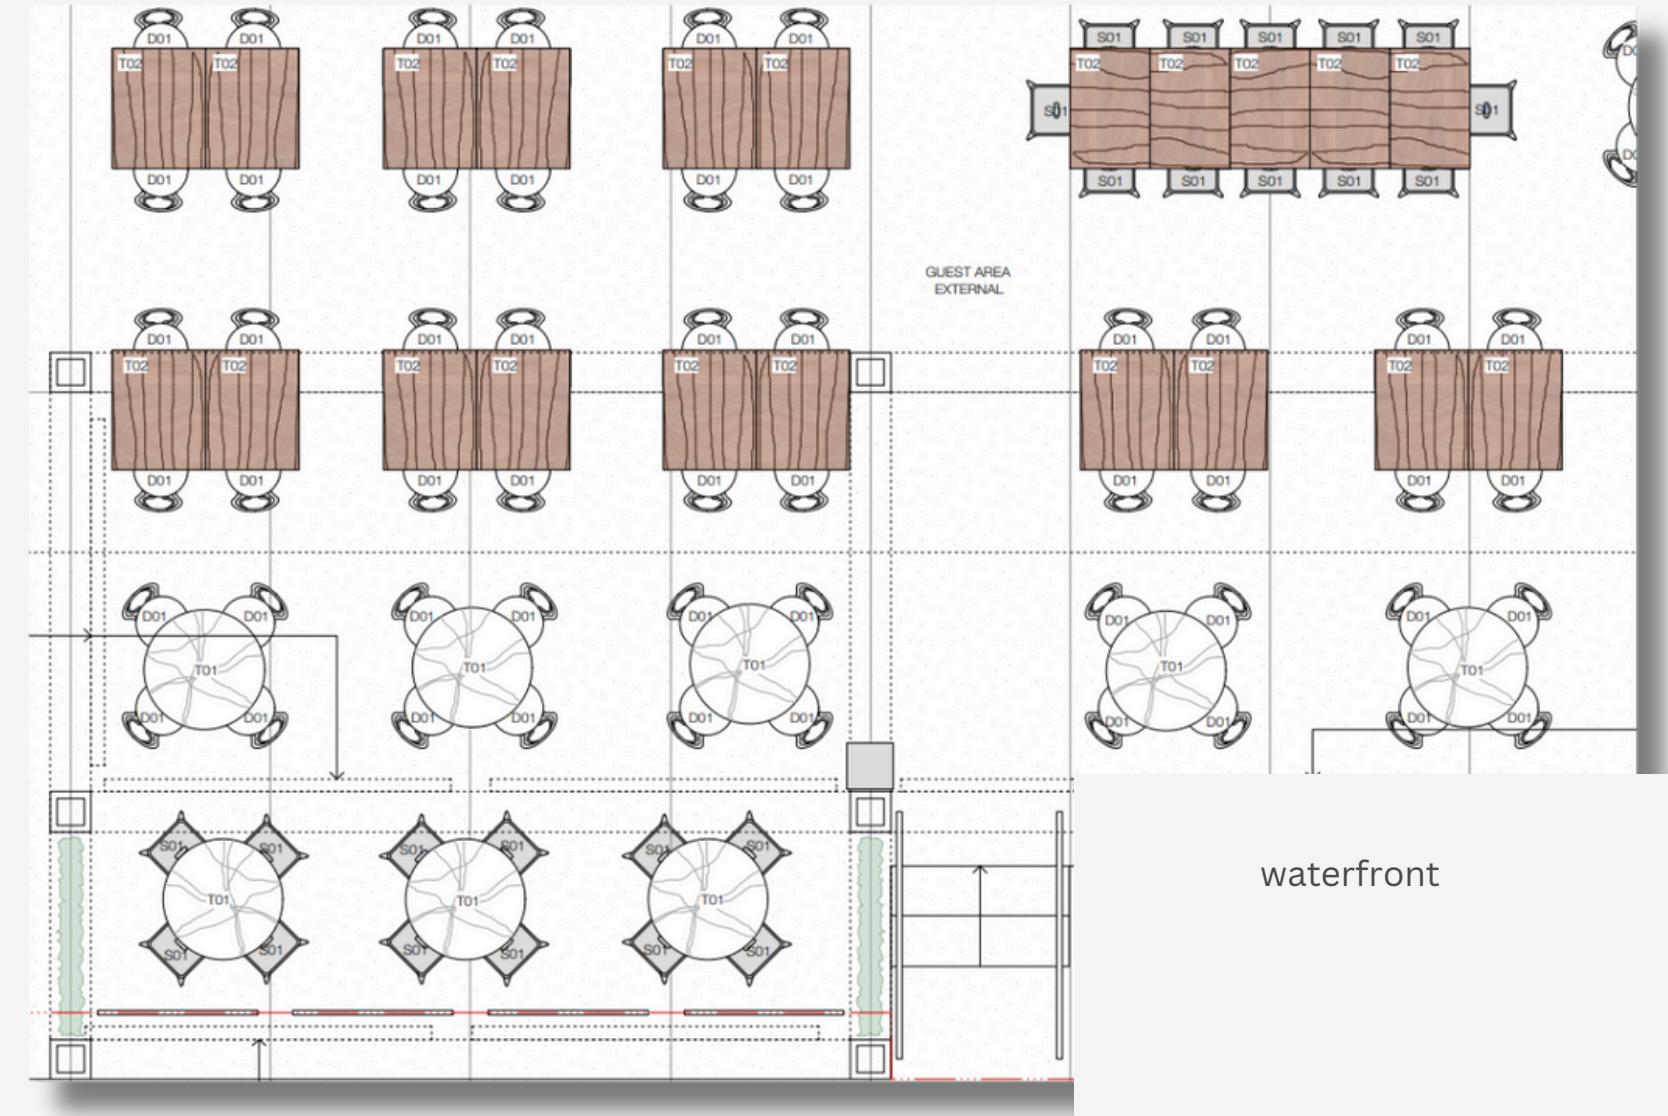 D01 D01 D01 D01 D01 D01 S01 S01 S01 S01 S01
T02 T02 T02 T02 T02 T02 T02 T02 T02 T02 T02
S01 S01
D01 D01 D01 D01 D01 D01 S01 S01 S01 S01 S01
GUEST AREA
EXTERNAL
D01 D01 D01 D01 D01 D01 D01 D01 D01 D01
T02 T02 T02 T02 T02 T02 T02 T02 T02 T02
D01 D01 D01 D01 D01 D01 D01 D01 D01 D01
D01 D01 D01 D01 D01 D01 D01 D01 D01 D01
T01 T01 T01 T01 T01
D01 D01 D01 D01 D01 D01 D01 D01 D01 D01
S01 S01 S01 S01 S01 S01
T01 T01 T01
S01 S01 S01 S01 S01 S01
waterfront